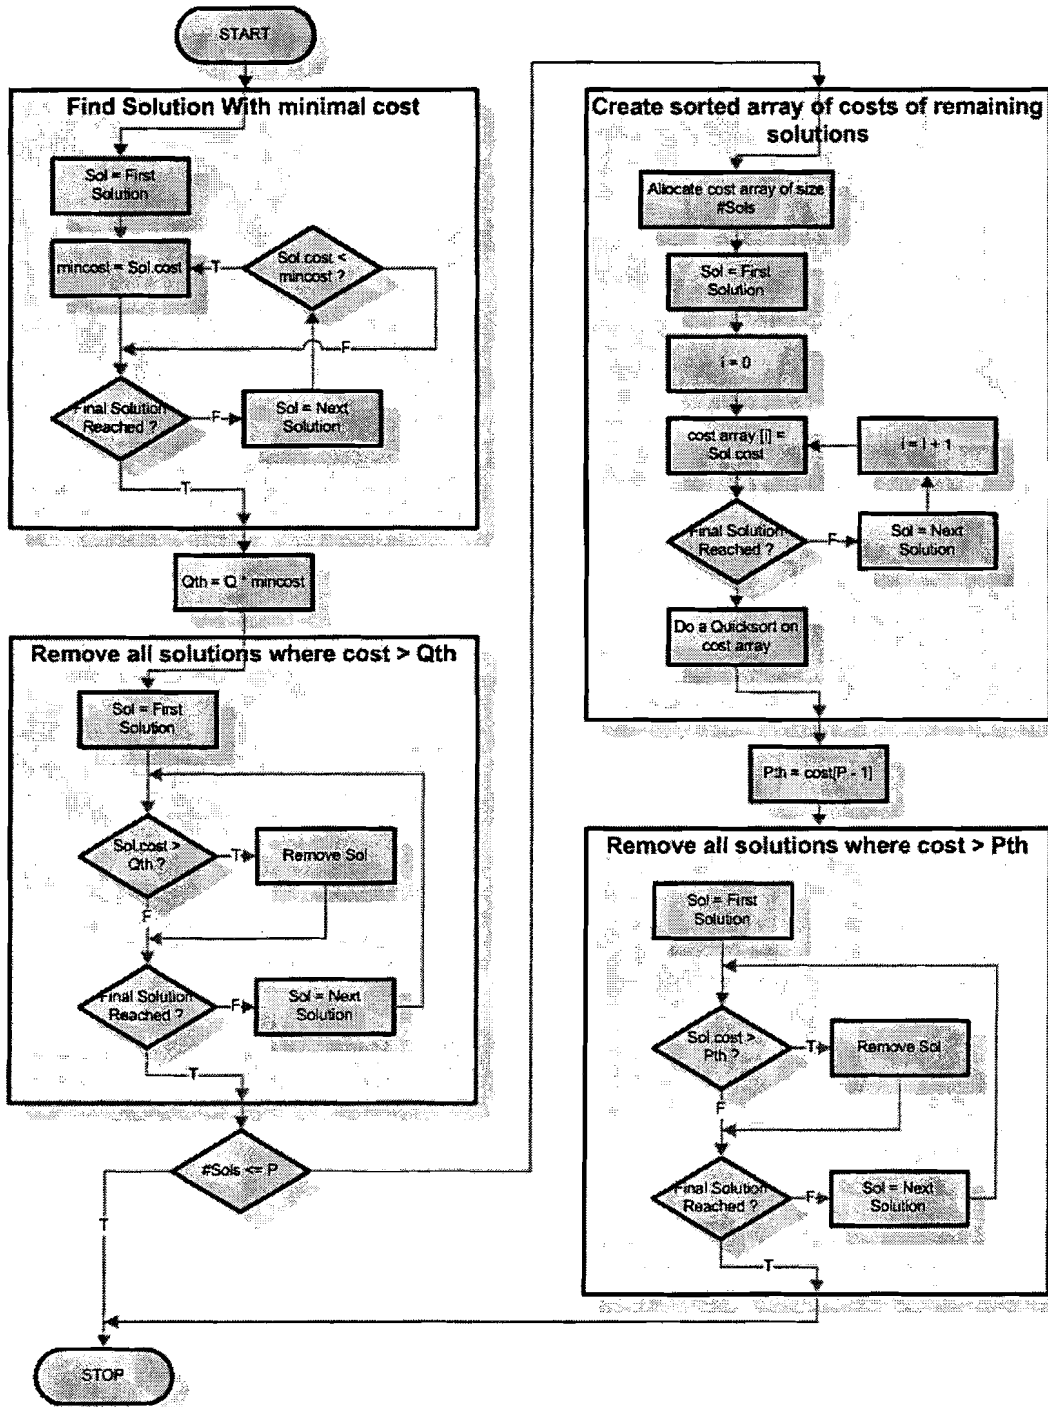 START
Find Solution With minimal cost
Sol = First
Solution
mincost = Sol.cost
T
Sol.cost <
mincost ?
F
Final Solution
Reached ?
F
Sol = Next
Solution
T
Qth = Q * mincost
Remove all solutions where cost > Qth
Sol = First
Solution
Sol.cost >
Qth ?
T
Remove Sol
F
Final Solution
Reached ?
F
Sol = Next
Solution
T
#Sols <= P
T
STOP
Create sorted array of costs of remaining
solutions
Allocate cost array of size
#Sols
Sol = First
Solution
i = 0
cost array [i] =
Sol.cost
i = i + 1
Final Solution
Reached ?
F
Sol = Next
Solution
Do a Quicksort on
cost array
Pth = cost[P - 1]
Remove all solutions where cost > Pth
Sol = First
Solution
Sol.cost >
Pth ?
T
Remove Sol
F
Final Solution
Reached ?
F
Sol = Next
Solution
T